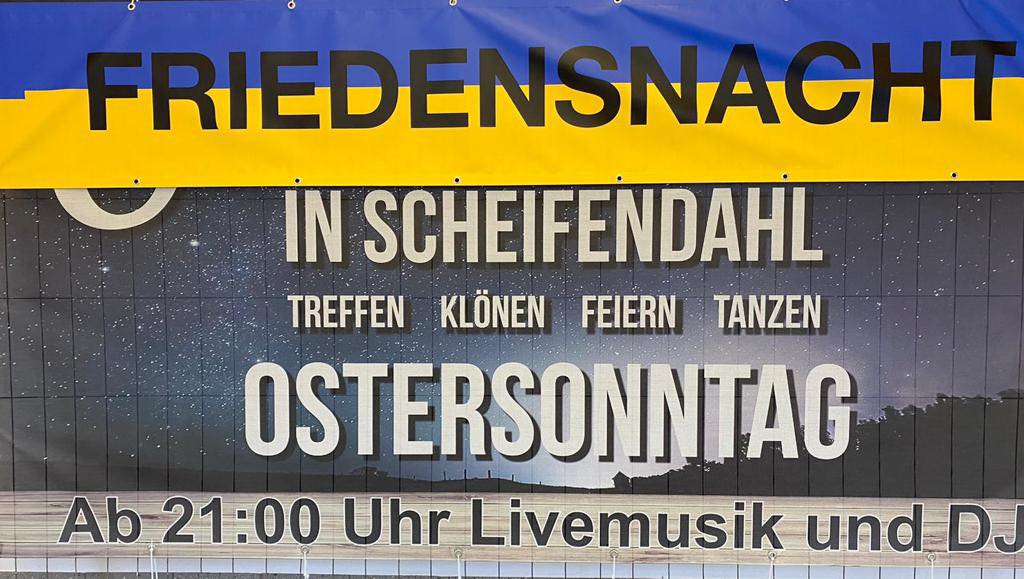 FRIEDENSNACHT
IN SCHEIFENDAHL
TREFFEN KLÖNEN FEIERN TANZEN
OSTERSONNTAG
Ab 21:00 Uhr Livemusik und DJ